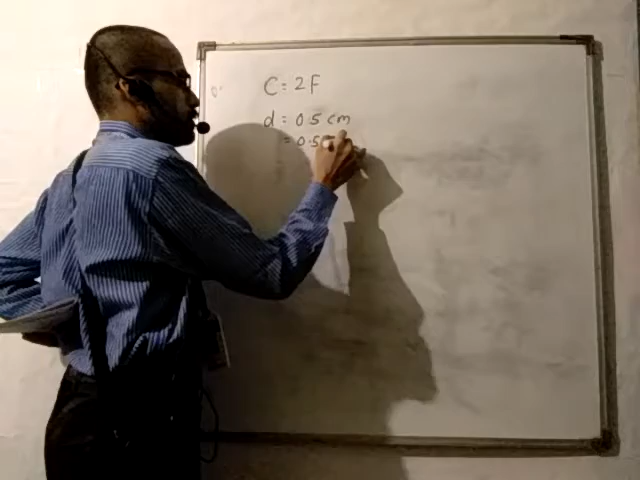 C = 2F
d = 0.5 cm
= 0.5